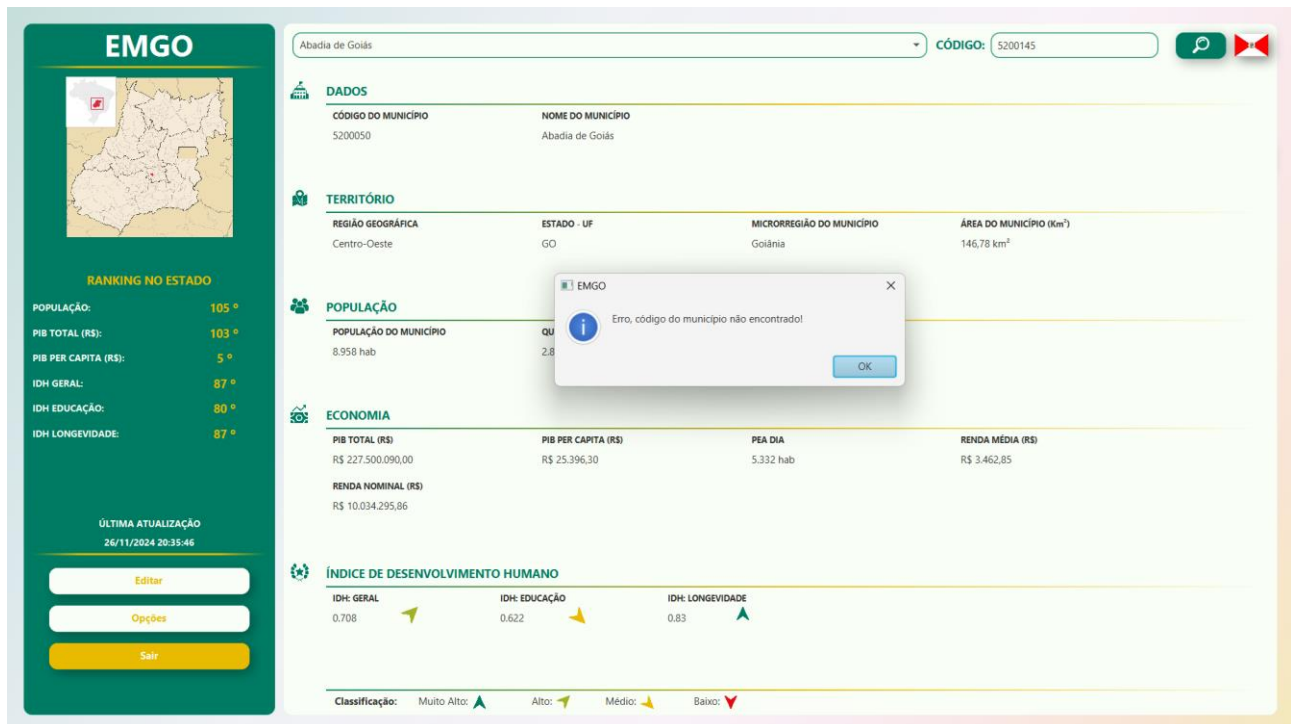 EMGO
RANKING NO ESTADO
POPULAÇÃO: 105 º
PIB TOTAL (R$): 103 º
PIB PER CAPITA (R$): 5 º
IDH GERAL: 87 º
IDH EDUCAÇÃO: 80 º
IDH LONGEVIDADE: 87 º
ÚLTIMA ATUALIZAÇÃO
26/11/2024 20:35:46
Editar
Opções
Sair
Abadia de Goiás CÓDIGO: 5200145
DADOS
CÓDIGO DO MUNICÍPIO NOME DO MUNICÍPIO
5200050 Abadia de Goiás
TERRITÓRIO
REGIÃO GEOGRÁFICA ESTADO - UF MICRORREGIÃO DO MUNICÍPIO ÁREA DO MUNICÍPIO (Km²)
Centro-Oeste GO Goiânia 146,78 km²
POPULAÇÃO
POPULAÇÃO DO MUNICÍPIO QU
8.958 hab 2.8
EMGO
Erro, código do município não encontrado!
OK
ECONOMIA
PIB TOTAL (R$) PIB PER CAPITA (R$) PEA DIA RENDA MÉDIA (R$)
R$ 227.500.090,00 R$ 25.396,30 5.332 hab R$ 3.462,85
RENDA NOMINAL (R$)
R$ 10.034.295,86
ÍNDICE DE DESENVOLVIMENTO HUMANO
IDH: GERAL IDH: EDUCAÇÃO IDH: LONGEVIDADE
0.708 0.622 0.83
Classificação: Muito Alto: Alto: Médio: Baixo: